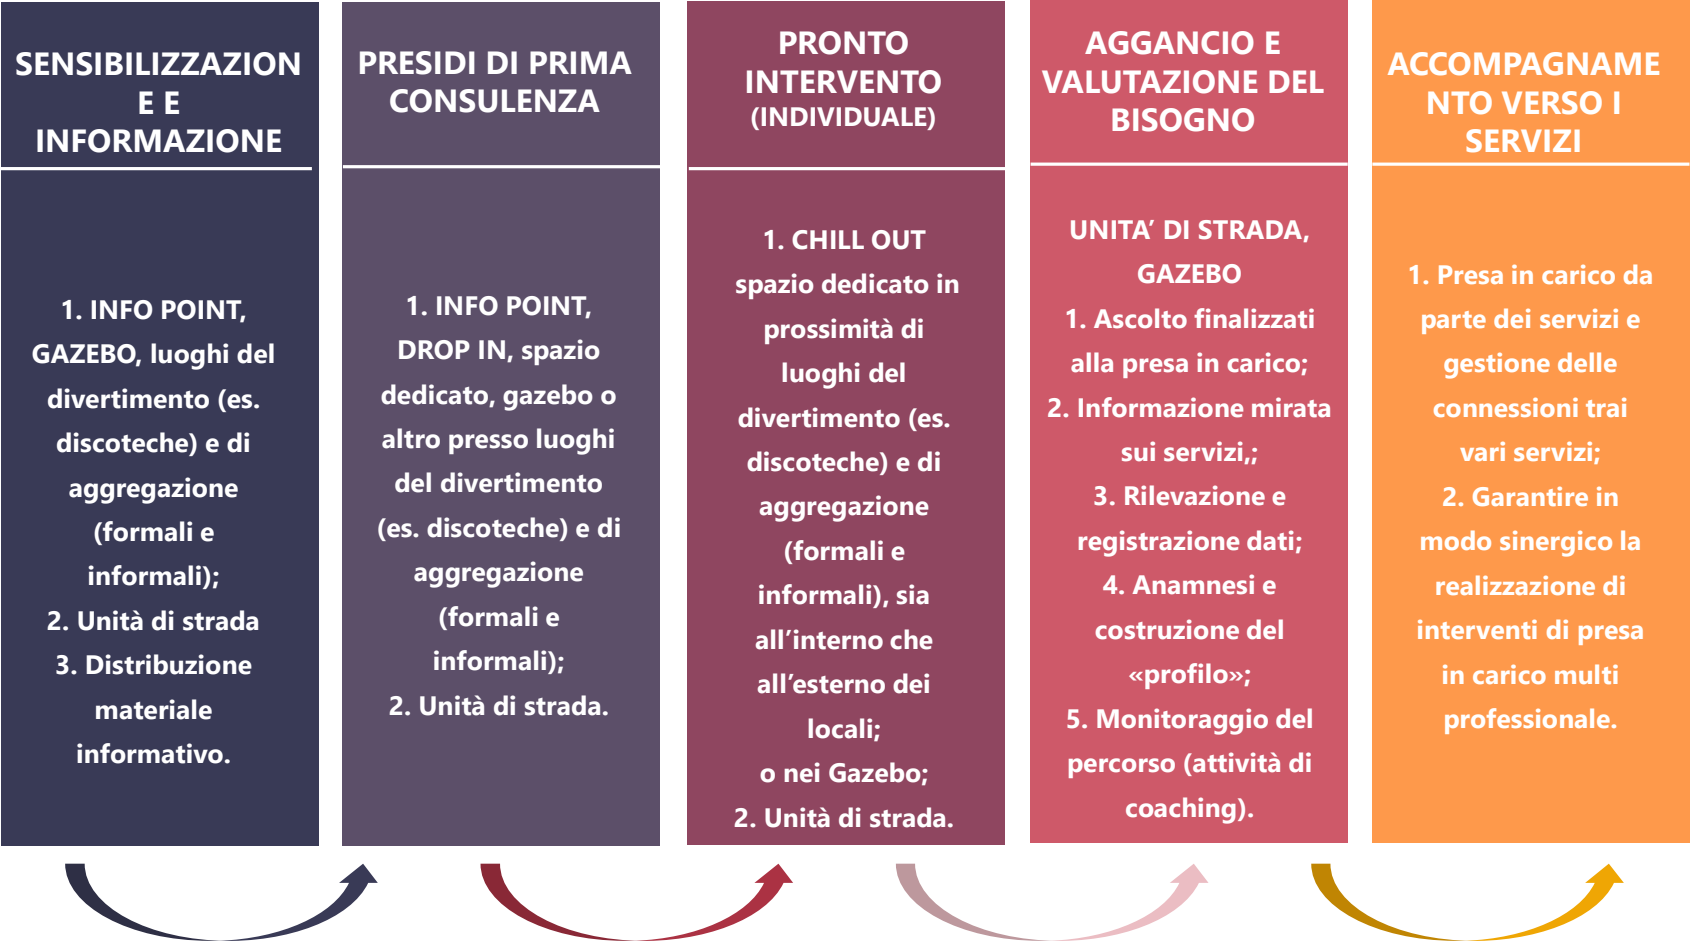 SENSIBILIZZAZION
E E
INFORMAZIONE
1. INFO POINT,
GAZEBO, luoghi del
divertimento (es.
discoteche) e di
aggregazione
(formali e
informali);
2. Unità di strada
3. Distribuzione
materiale
informativo.
PRESIDI DI PRIMA
CONSULENZA
1. INFO POINT,
DROP IN, spazio
dedicato, gazebo o
altro presso luoghi
del divertimento
(es. discoteche) e di
aggregazione
(formali e
informali);
2. Unità di strada.
PRONTO
INTERVENTO
(INDIVIDUALE)
1. CHILL OUT
spazio dedicato in
prossimità di
luoghi del
divertimento (es.
discoteche) e di
aggregazione
(formali e
informali), sia
all’interno che
all’esterno dei
locali;
o nei Gazebo;
2. Unità di strada.
AGGANCIO E
VALUTAZIONE DEL
BISOGNO
UNITA’ DI STRADA,
GAZEBO
1. Ascolto finalizzati
alla presa in carico;
2. Informazione mirata
sui servizi,;
3. Rilevazione e
registrazione dati;
4. Anamnesi e
costruzione del
«profilo»;
5. Monitoraggio del
percorso (attività di
coaching).
ACCOMPAGNAME
NTO VERSO I
SERVIZI
1. Presa in carico da
parte dei servizi e
gestione delle
connessioni trai
vari servizi;
2. Garantire in
modo sinergico la
realizzazione di
interventi di presa
in carico multi
professionale.